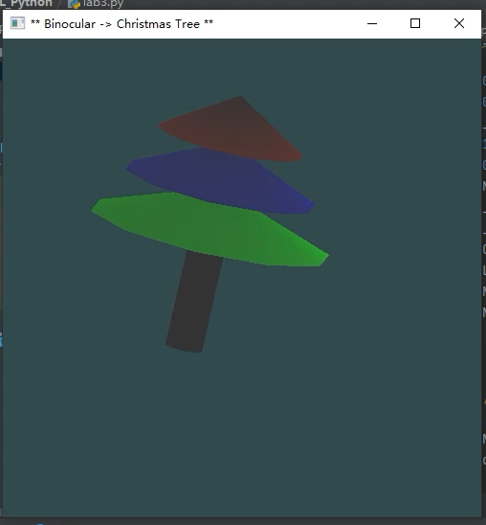 L_Python
lab3.py
** Binocular -> Christmas Tree **